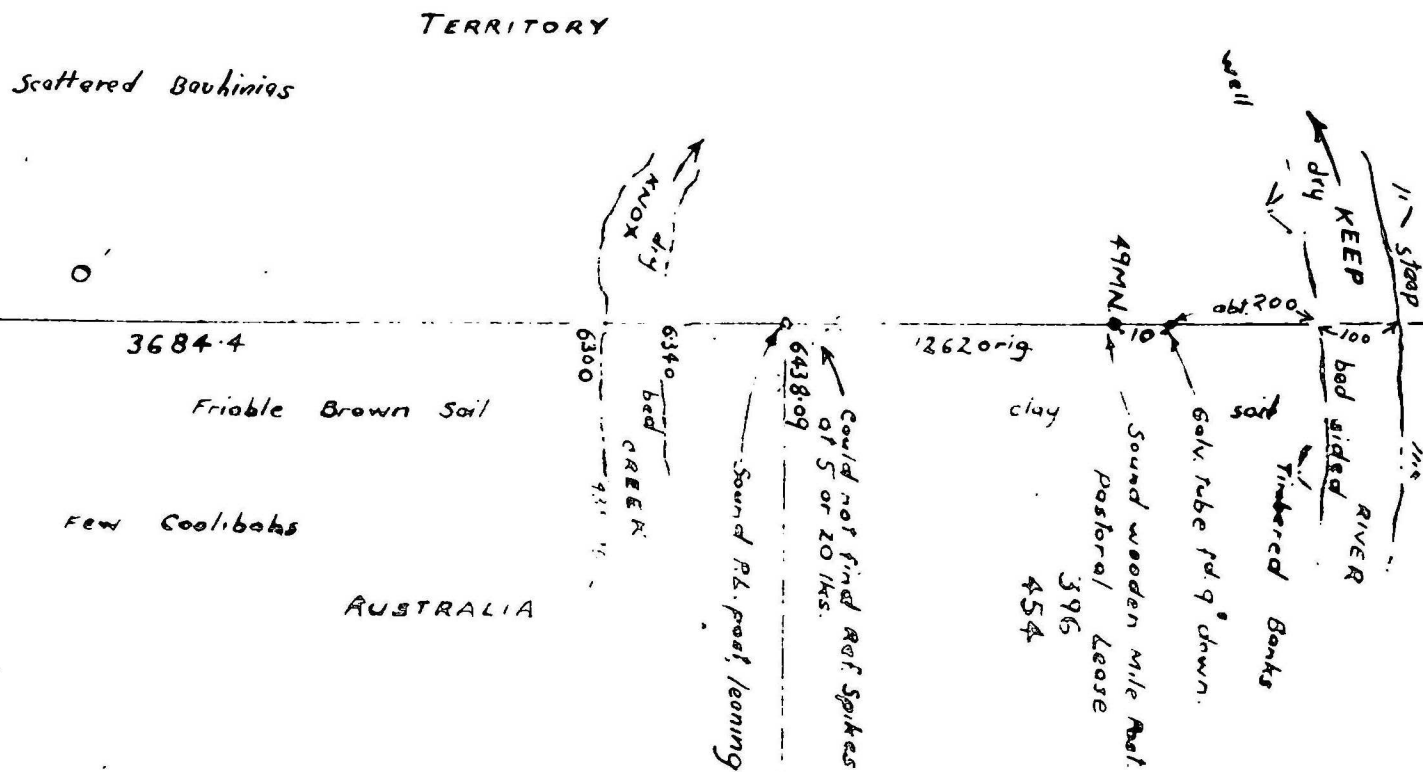 TERRITORY
Scattered Bauhinias
well
dry
KEEP
steep
KNOX
dry
3684.4
6300
6340
6438.09
1262 orig
49MN
10
abt. 200
100
Friable Brown Soil
bed
CREEK
Could not find Ref. Spikes
at 5 or 20 lks.
clay
soil
bed
sided
RIVER
Few Coolibahs
Sound P.L. post, leaning
Sound wooden Mile Post.
Pastoral Lease
396
454
Galv. tube fd. 9" down.
Timbered Banks
AUSTRALIA